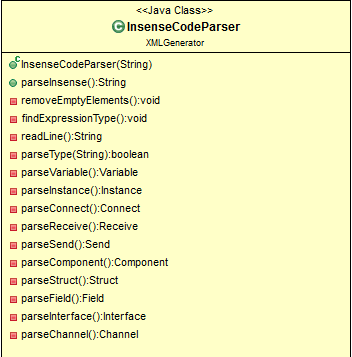 <<Java Class>>
InsenseCodeParser
XMLGenerator
InsenseCodeParser(String)
parseInsense():String
removeEmptyElements():void
findExpressionType():void
readLine():String
parseType(String):boolean
parseVariable():Variable
parseInstance():Instance
parseConnect():Connect
parseReceive():Receive
parseSend():Send
parseComponent():Component
parseStruct():Struct
parseField():Field
parseInterface():Interface
parseChannel():Channel